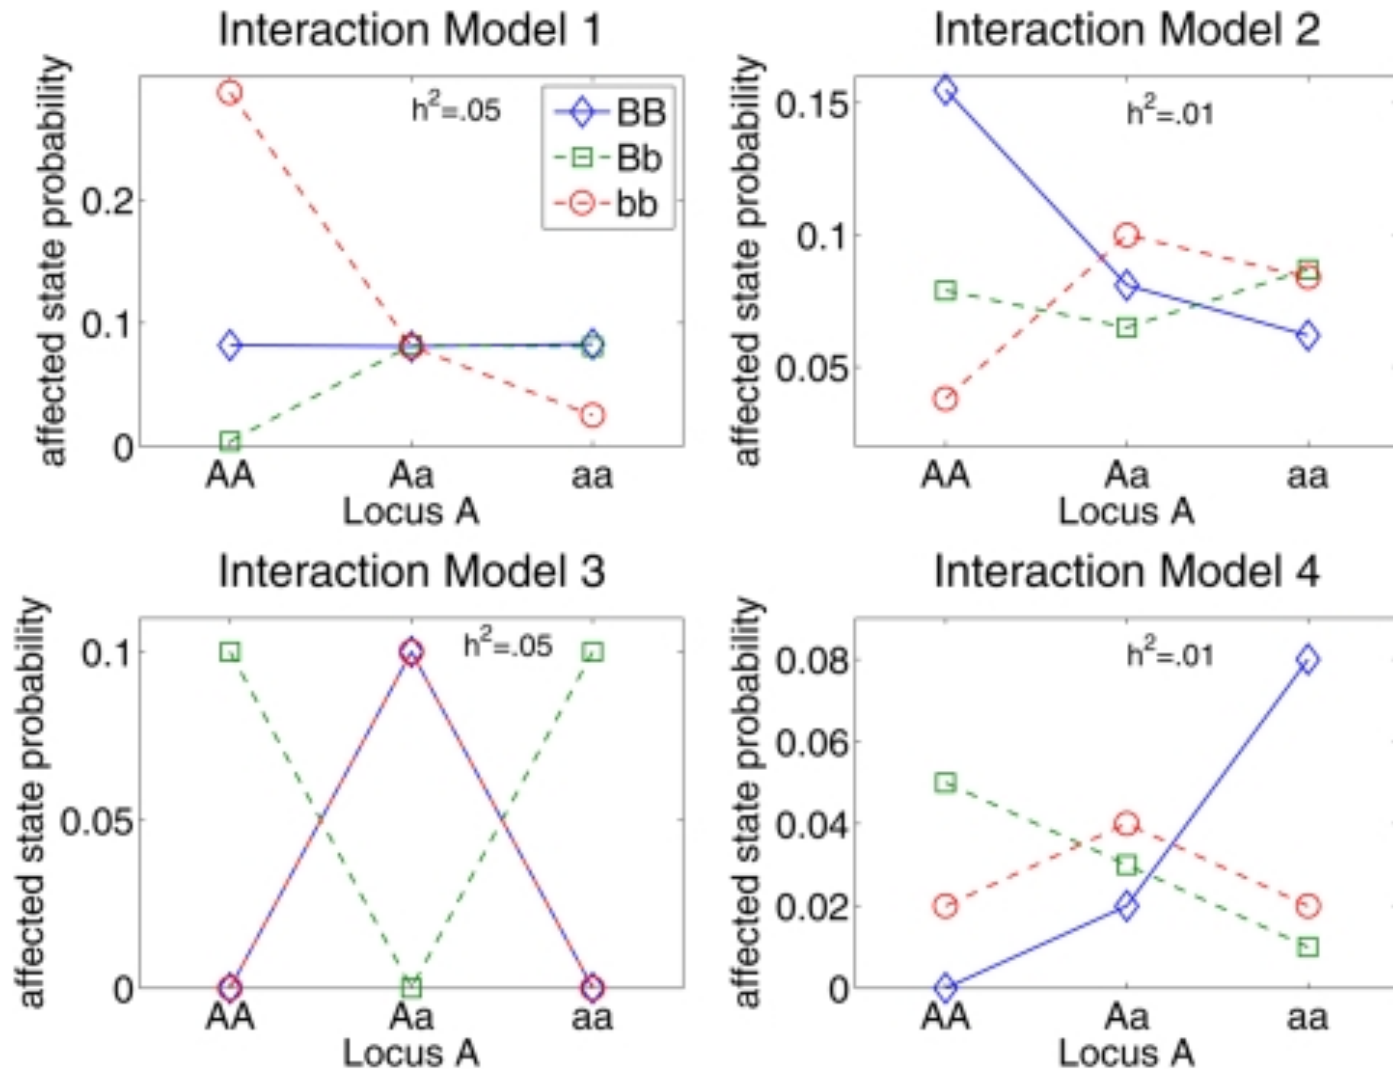 Interaction Model 1
affected state probability
0.2
0.1
0
h²=.05
BB
Bb
bb
AA Aa aa
Locus A
Interaction Model 2
affected state probability
0.15
0.1
0.05
h²=.01
AA Aa aa
Locus A
Interaction Model 3
affected state probability
0.1
0.05
0
h²=.05
AA Aa aa
Locus A
Interaction Model 4
affected state probability
0.08
0.06
0.04
0.02
0
h²=.01
AA Aa aa
Locus A